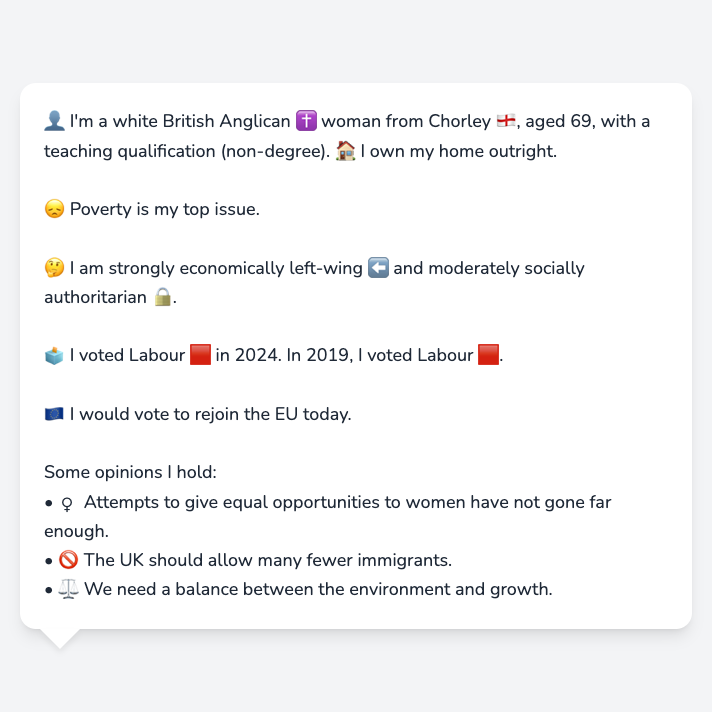 👤 I'm a white British Anglican ✝️ woman from Chorley 🏴󠁧󠁢󠁥󠁮󠁧󠁿, aged 69, with a
teaching qualification (non-degree). 🏠 I own my home outright.
😞 Poverty is my top issue.
🤔 I am strongly economically left-wing ⬅️ and moderately socially
authoritarian 🔒.
🗳️ I voted Labour 🟥 in 2024. In 2019, I voted Labour 🟥.
🇪🇺 I would vote to rejoin the EU today.
Some opinions I hold:
• ♀ Attempts to give equal opportunities to women have not gone far
enough.
• 🚫 The UK should allow many fewer immigrants.
• ⚖️ We need a balance between the environment and growth.